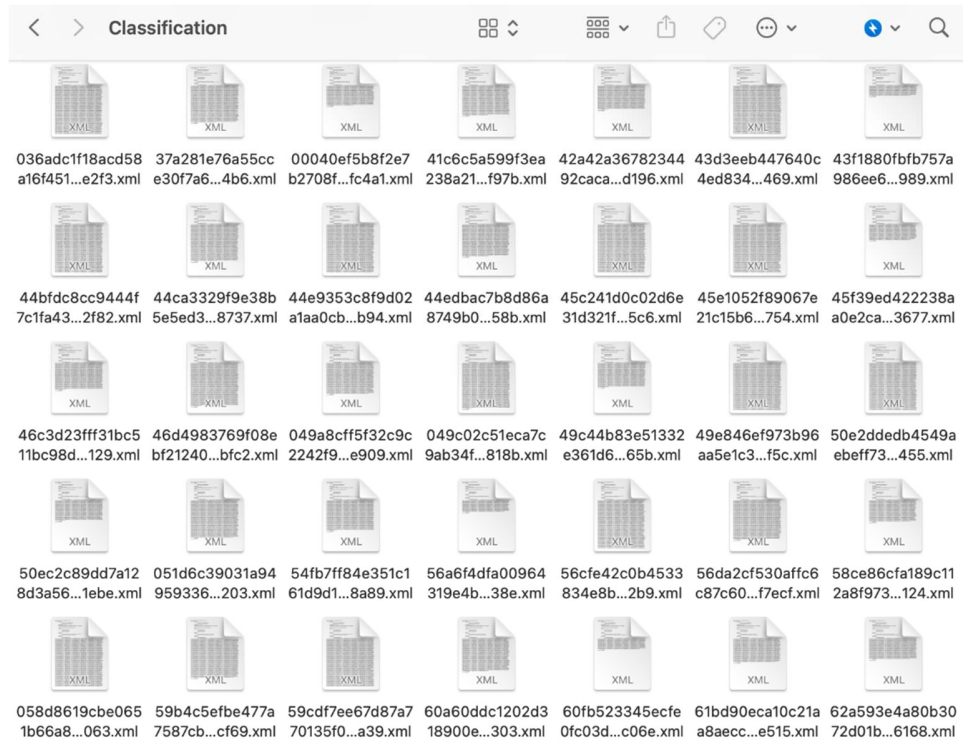 Classification
XML XML XML XML XML XML XML
036adc1f18acd58 37a281e76a55cc 00040ef5b8f2e7 41c6c5a599f3ea 42a42a36782344 43d3eeb447640c 43f1880fbfb757a
a16f451...e2f3.xml e30f7a6...4b6.xml b2708f...fc4a1.xml 238a21...f97b.xml 92caca...d196.xml 4ed834...469.xml 986ee6...989.xml
XML XML XML XML XML XML XML
44bfdc8cc9444f 44ca3329f9e38b 44e9353c8f9d02 44edbac7b8d86a 45c241d0c02d6e 45e1052f89067e 45f39ed422238a
7c1fa43...2f82.xml 5e5ed3...8737.xml a1aa0cb...b94.xml 8749b0...58b.xml 31d321f...5c6.xml 21c15b6...754.xml a0e2ca...3677.xml
XML XML XML XML XML XML XML
46c3d23fff31bc5 46d4983769f08e 049a8cff5f32c9c 049c02c51eca7c 49c44b83e51332 49e846ef973b96 50e2ddedb4549a
11bc98d...129.xml bf21240...bfc2.xml 2242f9...e909.xml 9ab34f...818b.xml e361d6...65b.xml aa5e1c3...f5c.xml ebeff73...455.xml
XML XML XML XML XML XML XML
50ec2c89dd7a12 051d6c39031a94 54fb7ff84e351c1 56a6f4dfa00964 56cfe42c0b4533 56da2cf530affc6 58ce86cfa189c11
8d3a56...1ebe.xml 959336...203.xml 61d9d1...8a89.xml 319e4b...38e.xml 834e8b...2b9.xml c87c60...f7ecf.xml 2a8f973...124.xml
XML XML XML XML XML XML XML
058d8619cbe065 59b4c5efbe477a 59cdf7ee67d87a7 60a60ddc1202d3 60fb523345ecfe 61bd90eca10c21a 62a593e4a80b30
1b66a8...063.xml 7587cb...cf69.xml 70135f0...a39.xml 18900e...303.xml 0fc03d...c06e.xml a8aecc...e515.xml 72d01b...6168.xml